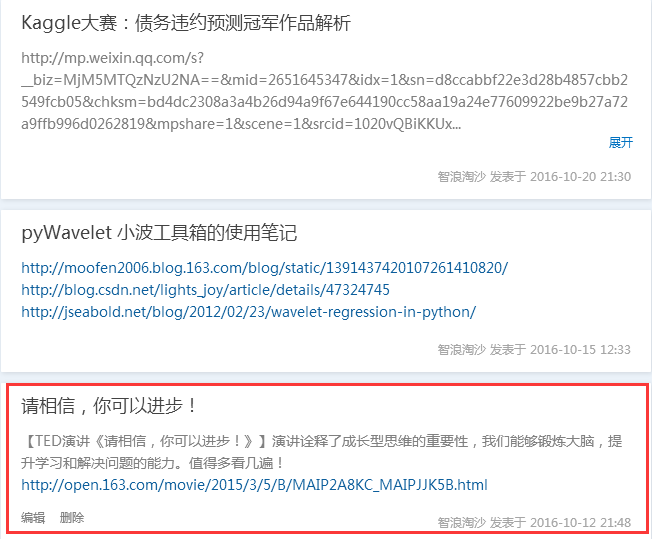 Kaggle大赛：债务违约预测冠军作品解析
http://mp.weixin.qq.com/s?
__biz=MjM5MTQzNzU2NA==&mid=2651645347&idx=1&sn=d8ccabbf22e3d28b4857cbb2
549fcb05&chksm=bd4dc2308a3a4b26d94a9f67e644190cc58aa19a24e77609922be9b27a72
a9ffb996d0262819&mpshare=1&scene=1&srcid=1020vQBiKKUx...
展开
智浪淘沙 发表于 2016-10-20 21:30
pyWavelet 小波工具箱的使用笔记
http://moofen2006.blog.163.com/blog/static/1391437420107261410820/
http://blog.csdn.net/lights_joy/article/details/47324745
http://jseabold.net/blog/2012/02/23/wavelet-regression-in-python/
智浪淘沙 发表于 2016-10-15 12:33
请相信，你可以进步！
【TED演讲《请相信，你可以进步！》】演讲诠释了成长型思维的重要性，我们能够锻炼大脑，提
升学习和解决问题的能力。值得多看几遍！
http://open.163.com/movie/2015/3/5/B/MAIP2A8KC_MAIPJJK5B.html
编辑 删除
智浪淘沙 发表于 2016-10-12 21:48